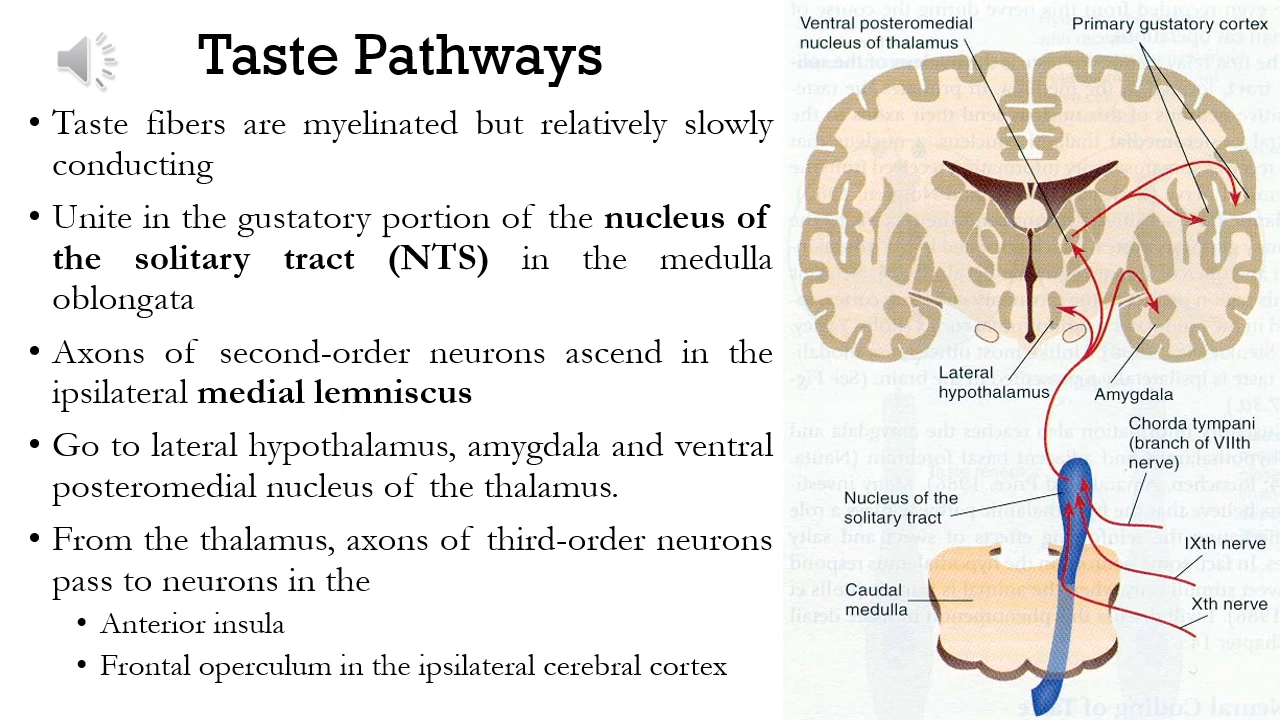 Taste Pathways
• Taste fibers are myelinated but relatively slowly
conducting
• Unite in the gustatory portion of the nucleus of
the solitary tract (NTS) in the medulla
oblongata
• Axons of second-order neurons ascend in the
ipsilateral medial lemniscus
• Go to lateral hypothalamus, amygdala and ventral
posteromedial nucleus of the thalamus.
• From the thalamus, axons of third-order neurons
pass to neurons in the
• Anterior insula
• Frontal operculum in the ipsilateral cerebral cortex
Ventral posteromedial
nucleus of thalamus
Primary gustatory cortex
Lateral
hypothalamus
Amygdala
Chorda tympani
(branch of VIIth
nerve)
Nucleus of the
solitary tract
IXth nerve
Caudal
medulla
Xth nerve